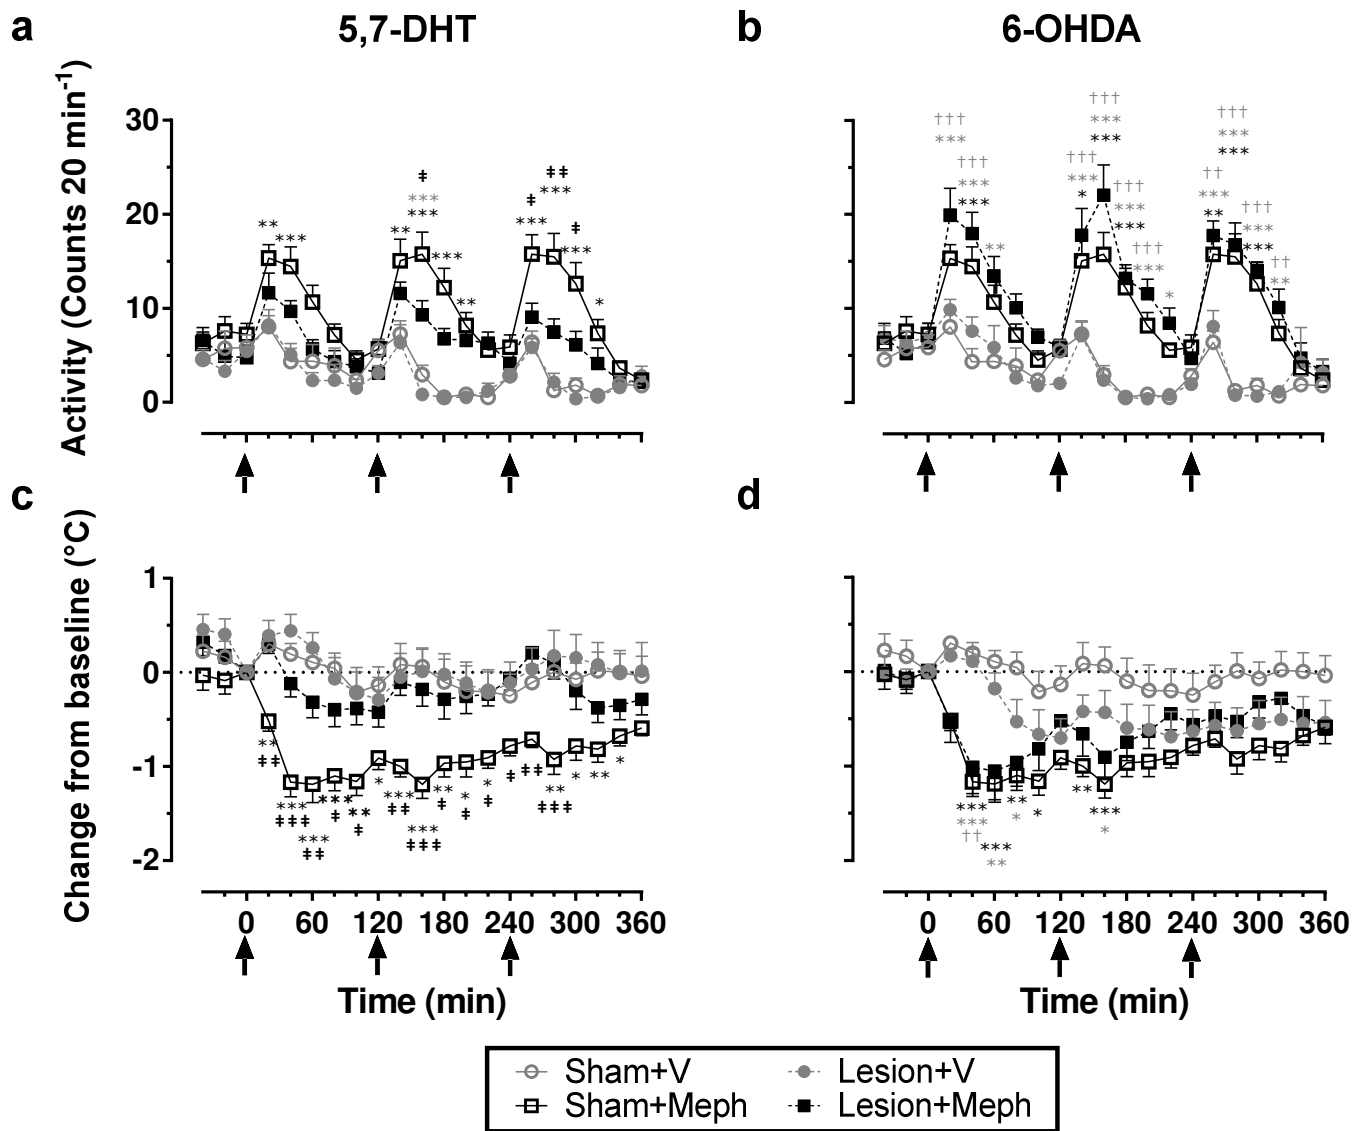 a
5,7-DHT
b
6-OHDA
Activity (Counts 20 min⁻¹)
30
20
10
0
** *** ** ‡ *** *** *** ** ‡ *** ‡‡ *** ‡ *** *
††† *** ††† *** *** ** ††† *** * ††† *** *** ††† *** *** ††† *** * †† *** ** ††† *** *** ††† *** *** †† **
c
d
Change from baseline (°C)
1
0
-1
-2
** ‡‡ *** ‡‡‡ *** ‡‡ *** ‡ ** ‡ * *** ‡‡ *** ‡‡‡ ** ‡ * ‡ * ‡ ‡ ‡‡ ** ‡‡‡ * ** *
*** *** †† *** ** ** * * ** *** *
0 60 120 180 240 300 360
0 60 120 180 240 300 360
Time (min)
Time (min)
Sham+V
Lesion+V
Sham+Meph
Lesion+Meph